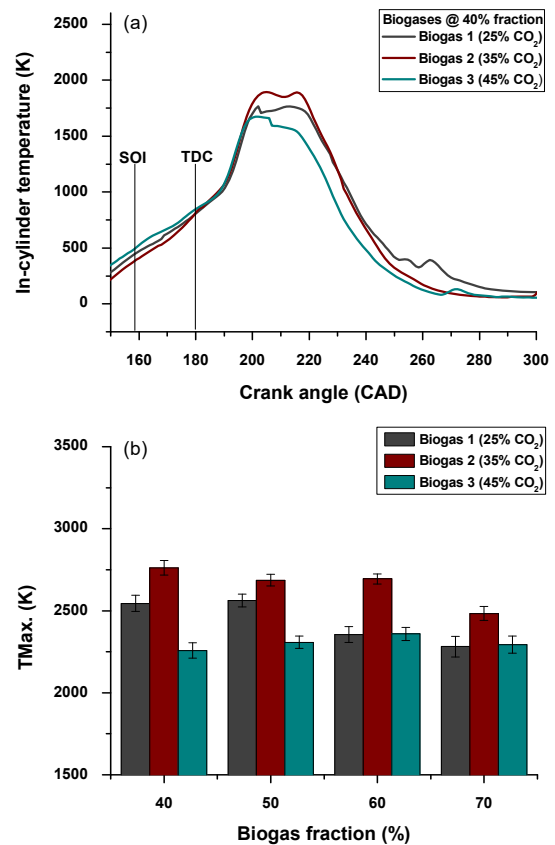 (a)
Biogases @ 40% fraction
Biogas 1 (25% CO2)
Biogas 2 (35% CO2)
Biogas 3 (45% CO2)
In-cylinder temperature (K)
2500
2000
1750
1500
1000
500
0
SOI
TDC
160
180
200
220
240
260
280
300
Crank angle (CAD)
(b)
Biogas 1 (25% CO2)
Biogas 2 (35% CO2)
Biogas 3 (45% CO2)
TMax. (K)
3500
3000
2500
2000
1500
40
50
60
70
Biogas fraction (%)